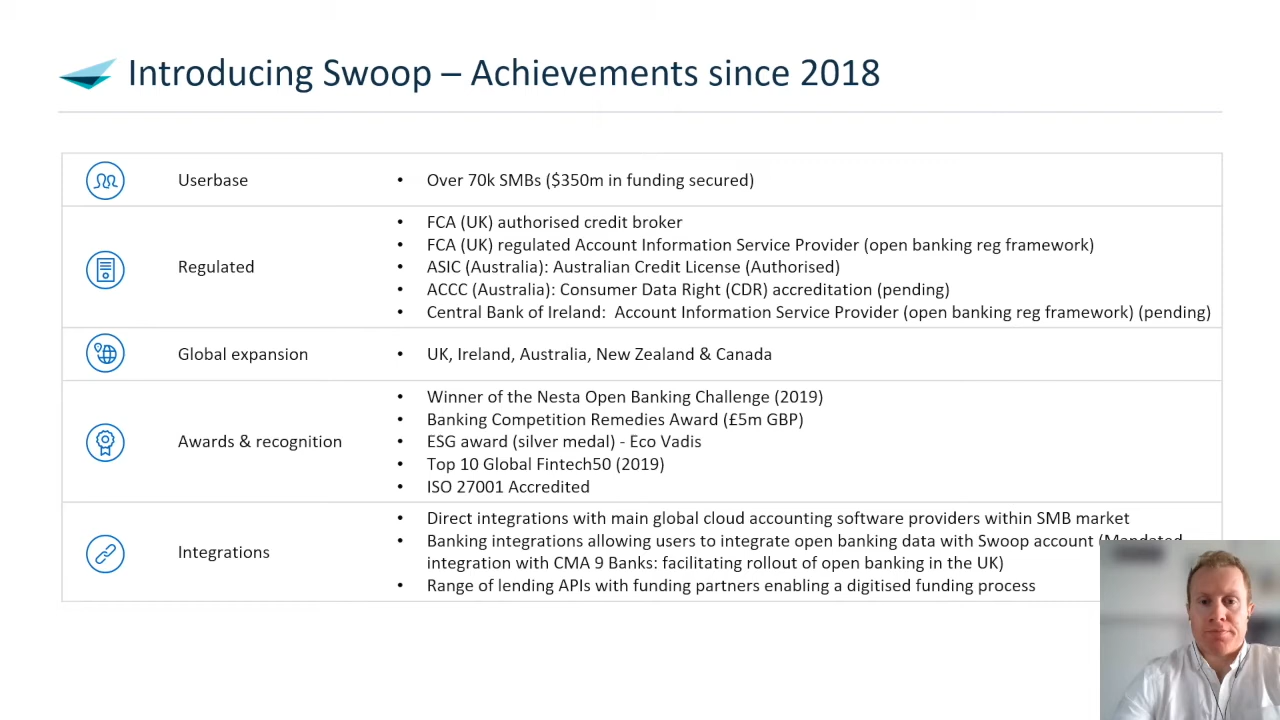 Introducing Swoop – Achievements since 2018
Userbase
• Over 70k SMBs ($350m in funding secured)
Regulated
• FCA (UK) authorised credit broker
• FCA (UK) regulated Account Information Service Provider (open banking reg framework)
• ASIC (Australia): Australian Credit License (Authorised)
• ACCC (Australia): Consumer Data Right (CDR) accreditation (pending)
• Central Bank of Ireland:  Account Information Service Provider (open banking reg framework) (pending)
Global expansion
• UK, Ireland, Australia, New Zealand & Canada
Awards & recognition
• Winner of the Nesta Open Banking Challenge (2019)
• Banking Competition Remedies Award (£5m GBP)
• ESG award (silver medal) - Eco Vadis
• Top 10 Global Fintech50 (2019)
• ISO 27001 Accredited
Integrations
• Direct integrations with main global cloud accounting software providers within SMB market
• Banking integrations allowing users to integrate open banking data with Swoop account (Mandated
integration with CMA 9 Banks: facilitating rollout of open banking in the UK)
• Range of lending APIs with funding partners enabling a digitised funding process